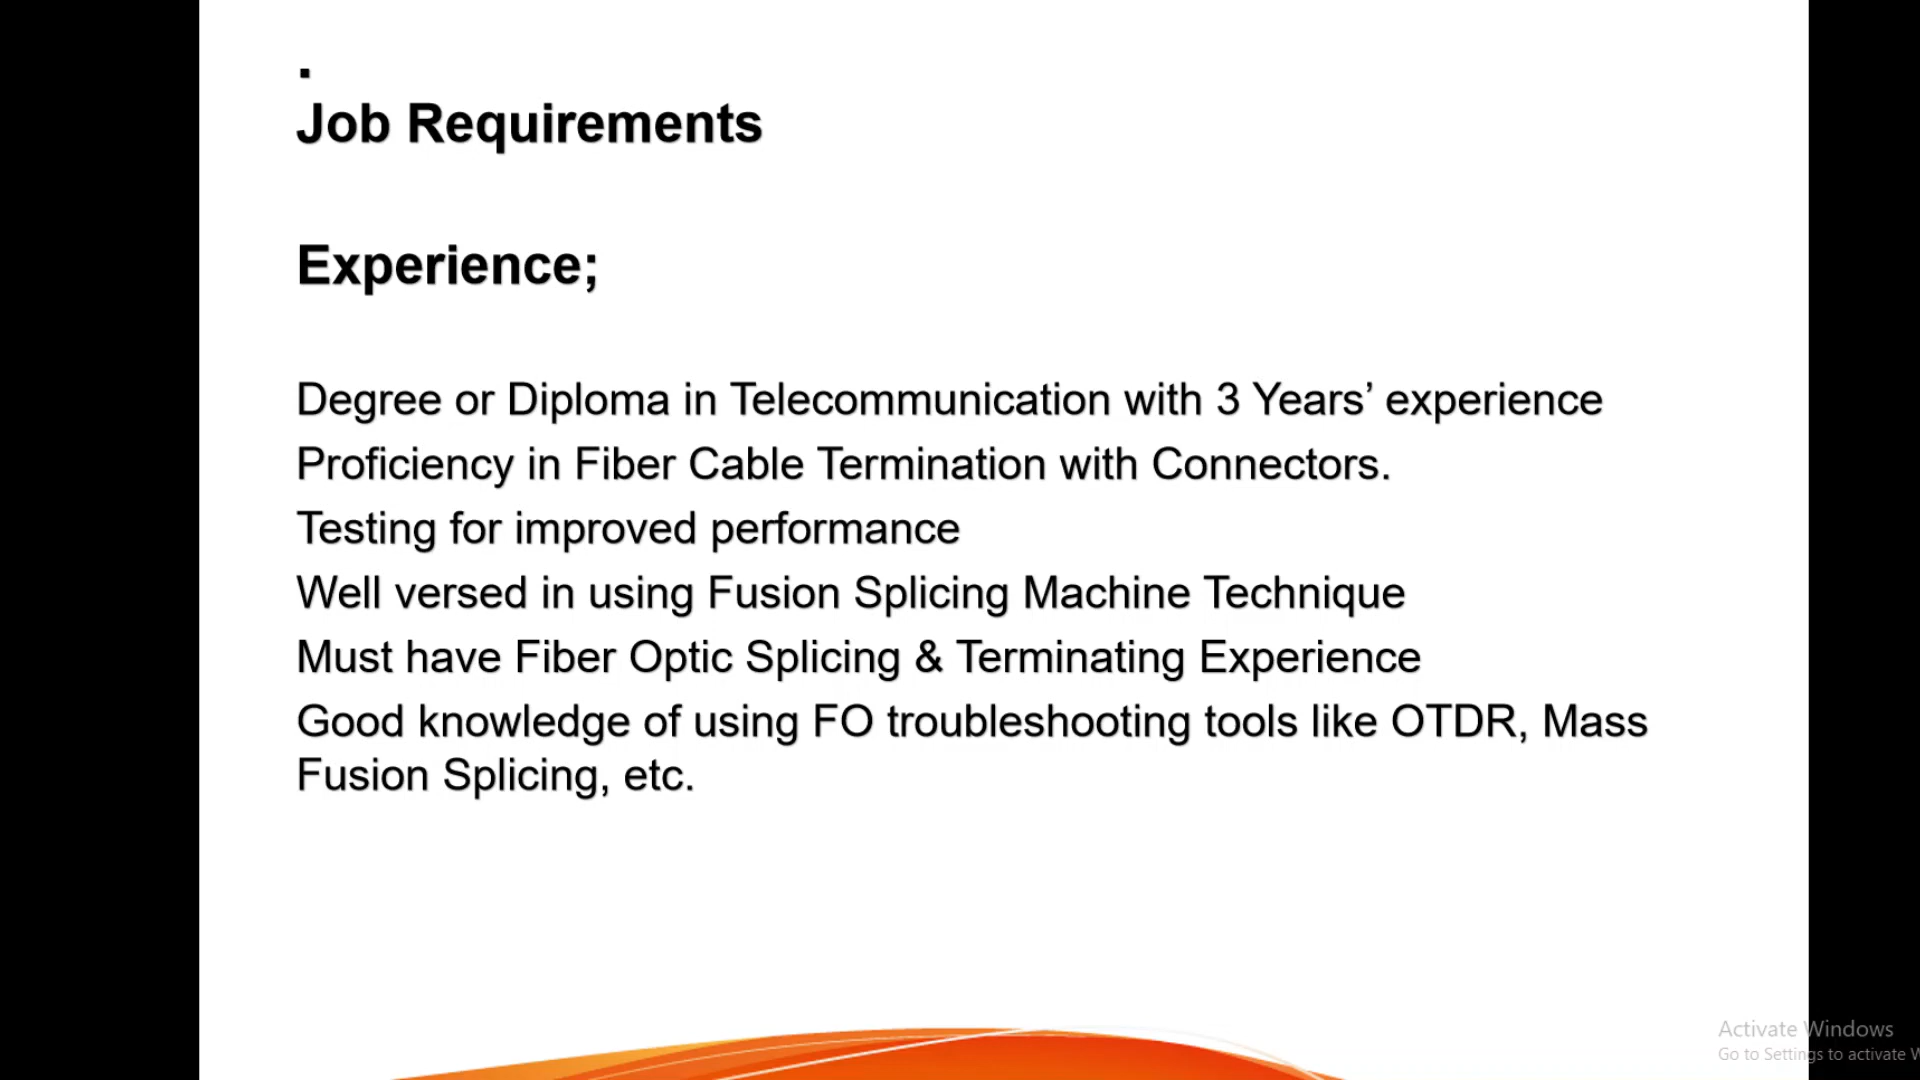 .
Job Requirements
Experience;
Degree or Diploma in Telecommunication with 3 Years’ experience
Proficiency in Fiber Cable Termination with Connectors.
Testing for improved performance
Well versed in using Fusion Splicing Machine Technique
Must have Fiber Optic Splicing & Terminating Experience
Good knowledge of using FO troubleshooting tools like OTDR, Mass
Fusion Splicing, etc.
Activate Windows
Go to Settings to activate W